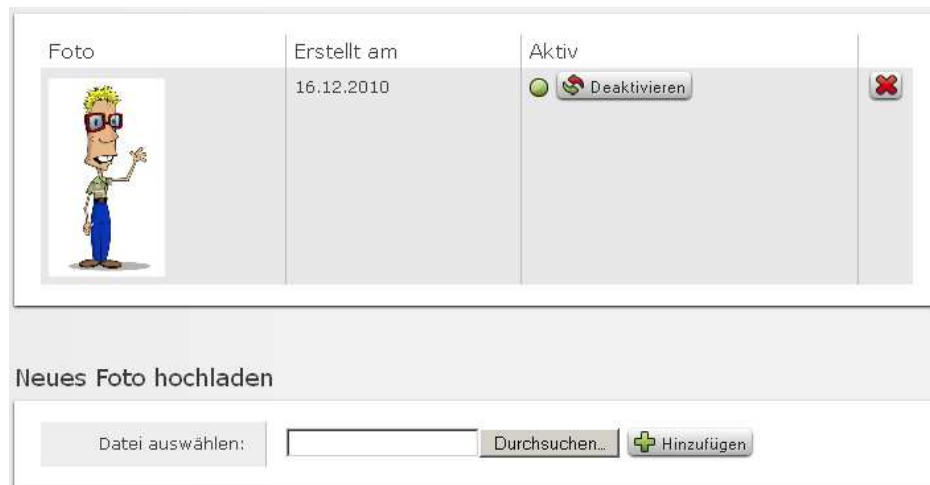 Foto Erstellt am Aktiv
16.12.2010 Deaktivieren
Neues Foto hochladen
Datei auswählen: Durchsuchen... Hinzufügen